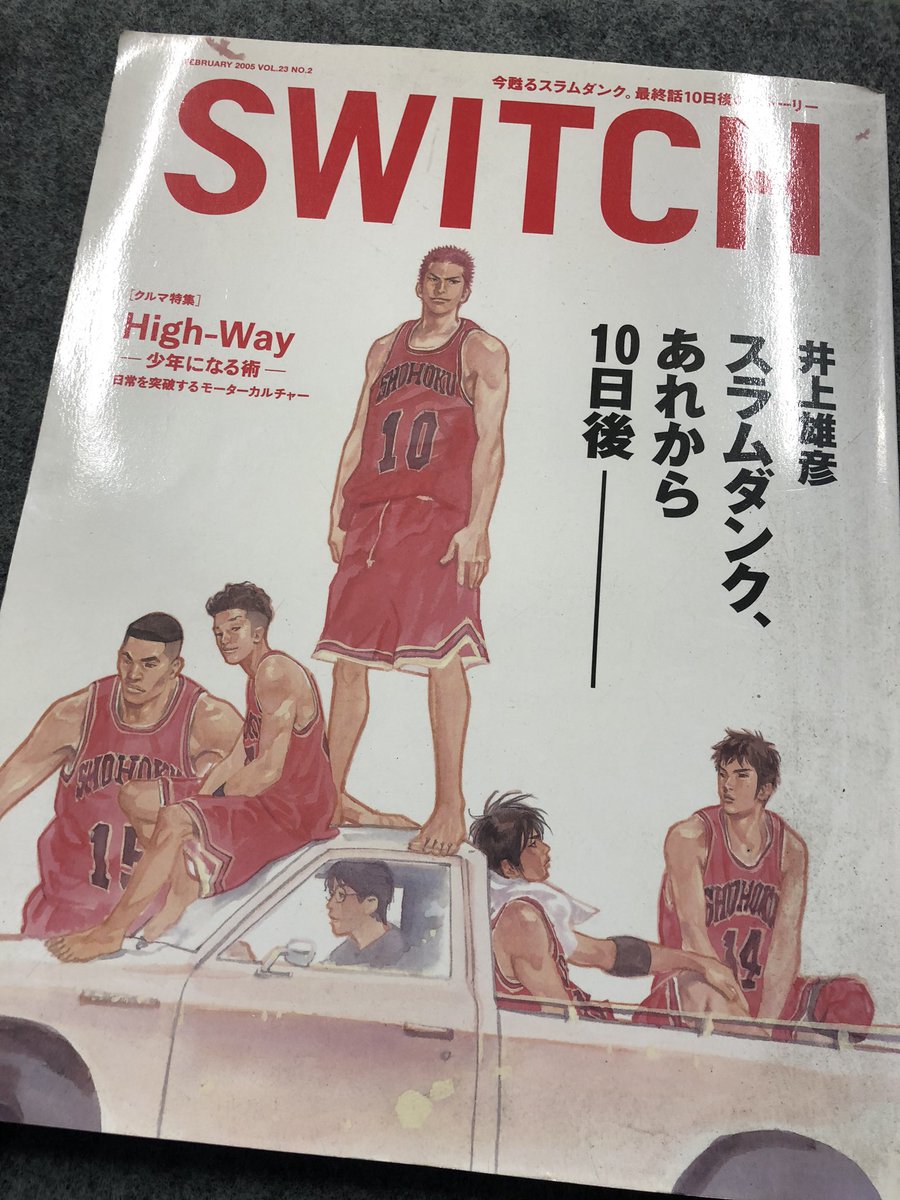 FEBRUARY 2005 VOL.23 NO.2
今甦るスラムダンク。最終話10日後
ーリー
SWITCH
[クルマ特集]
High-Way
— 少年になる術 —
日常を突破するモーターカルチャー
井上雄彦
スラムダンク、
あれから
10日後——
SHOHOKU
10
SHOHOKU
15
SHOHOKU
14